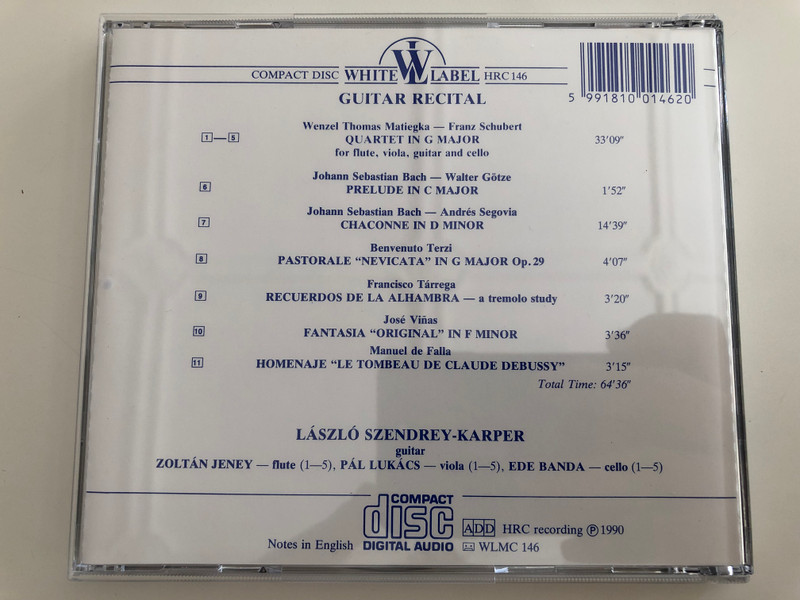 COMPACT DISC WHITE WL LABEL HRC 146
5 991810 014620
GUITAR RECITAL
Wenzel Thomas Matiegka — Franz Schubert
1—5 QUARTET IN G MAJOR 33'09"
for flute, viola, guitar and cello
Johann Sebastian Bach — Walter Götze
6 PRELUDE IN C MAJOR 1'52"
Johann Sebastian Bach — Andrés Segovia
7 CHACONNE IN D MINOR 14'39"
Benvenuto Terzi
8 PASTORALE “NEVICATA” IN G MAJOR Op. 29 4'07"
Francisco Tárrega
9 RECUERDOS DE LA ALHAMBRA — a tremolo study 3'20"
José Viñas
10 FANTASIA “ORIGINAL” IN F MINOR 3'36"
Manuel de Falla
11 HOMENAJE “LE TOMBEAU DE CLAUDE DEBUSSY” 3'15"
Total Time: 64'36"
LÁSZLÓ SZENDREY-KARPER
guitar
ZOLTÁN JENEY — flute (1—5), PÁL LUKÁCS — viola (1—5), EDE BANDA — cello (1—5)
COMPACT
disc
DIGITAL AUDIO
ADD HRC recording ℗ 1990
Notes in English
WLMC 146